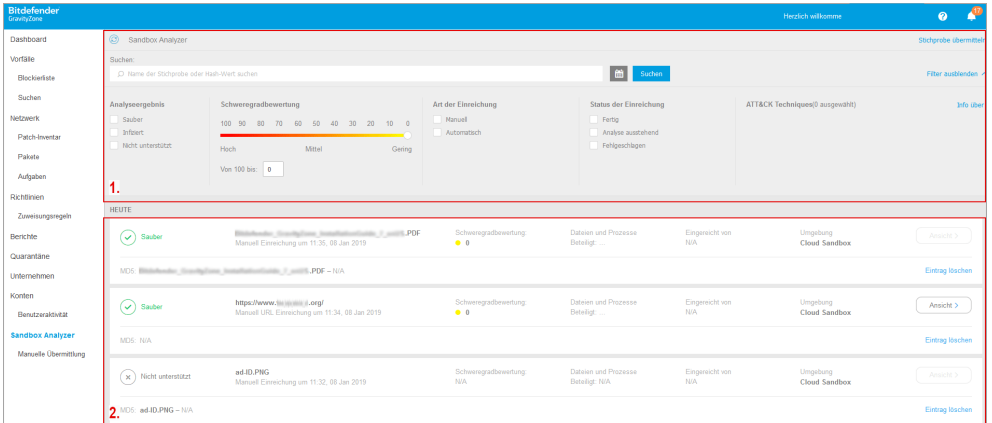 Bitdefender
GravityZone
Herzlich willkomme
?
17
Dashboard
Vorfälle
Blockierliste
Suchen
Netzwerk
Patch-Inventar
Pakete
Aufgaben
Richtlinien
Zuweisungsregeln
Berichte
Quarantäne
Unternehmen
Konten
Benutzeraktivität
Sandbox Analyzer
Manuelle Übermittlung
Sandbox Analyzer
Stichprobe übermitteln
Suchen:
Name der Stichprobe oder Hash-Wert suchen
Suchen
Filter ausblenden
Analyseergebnis
Sauber
Infiziert
Nicht unterstützt
Schweregradbewertung
100 90 80 70 60 50 40 30 20 10 0
Hoch Mittel Gering
Von 100 bis: 0
Art der Einreichung
Manuell
Automatisch
Status der Einreichung
Fertig
Analyse ausstehend
Fehlgeschlagen
ATT&CK Techniques(0 ausgewählt)
Info über
1.
HEUTE
Sauber
.PDF
Manuell Einreichung um 11:35, 08 Jan 2019
Schweregradbewertung:
0
Dateien und Prozesse
Beteiligt: ...
Eingereicht von
N/A
Umgebung
Cloud Sandbox
Ansicht >
MD5: .PDF – N/A
Eintrag löschen
Sauber
https://www. .org/
Manuell URL Einreichung um 11:34, 08 Jan 2019
Schweregradbewertung:
0
Dateien und Prozesse
Beteiligt: ...
Eingereicht von
N/A
Umgebung
Cloud Sandbox
Ansicht >
MD5: N/A
Eintrag löschen
Nicht unterstützt
ad-ID.PNG
Manuell Einreichung um 11:32, 08 Jan 2019
Schweregradbewertung:
N/A
Dateien und Prozesse
Beteiligt: N/A
Eingereicht von
N/A
Umgebung
Cloud Sandbox
Ansicht >
2.
MD5: ad-ID.PNG – N/A
Eintrag löschen